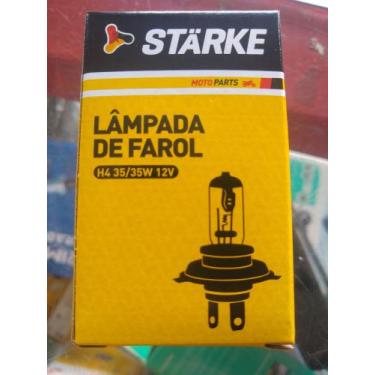 STÄRKE
MOTO PARTS
LÂMPADA
DE FAROL
H4 35/35W 12V